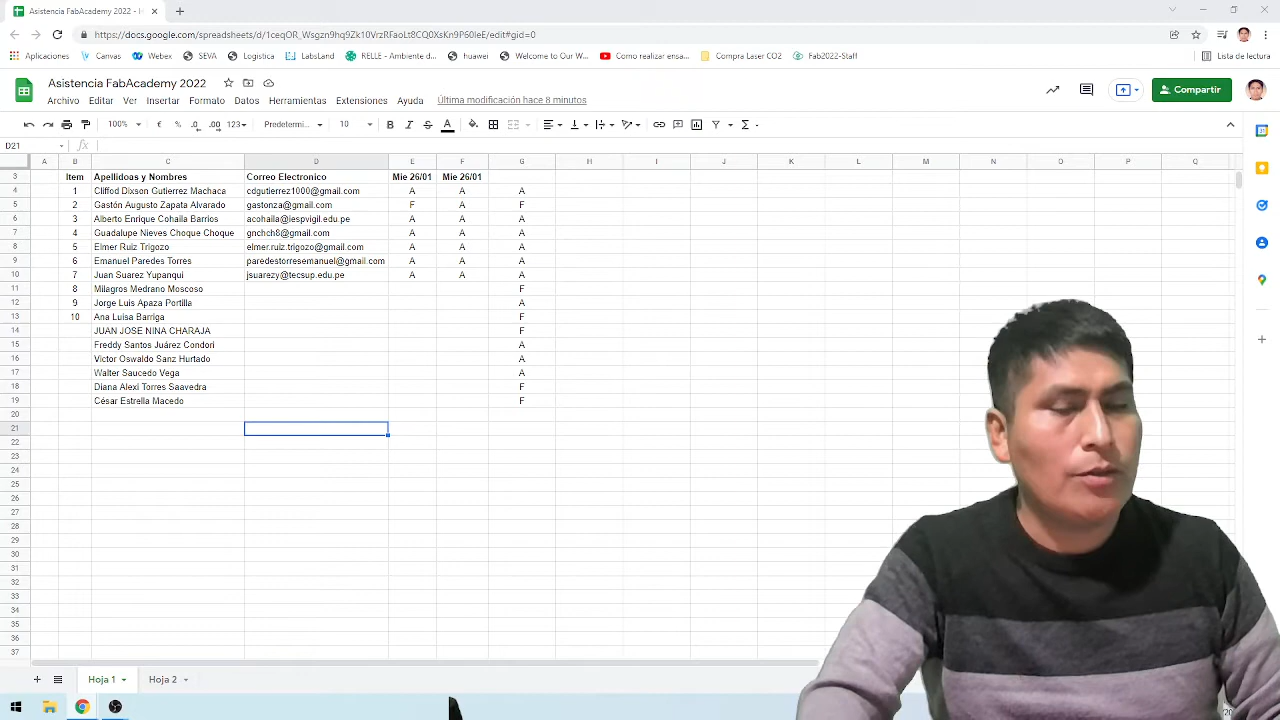 Asistencia FabAcademy 2022 -
https://docs.google.com/spreadsheets/d/1ceqOR_Wsgzn9hq9Zk10VrzRFaoLt8CQ0XsKn9P60IeE/edit#gid=0
Aplicaciones Canvas Webex SEVA Logistica LabsLand RELLE - Ambiente d... huawei Welcome to Our W... Como realizar ensa... Compra Laser CO2 Fab2022-Staff Lista de lectura
Asistencia FabAcademy 2022
Archivo Editar Ver Insertar Formato Datos Herramientas Extensiones Ayuda Última modificación hace 8 minutos Compartir
100% € % .0 .00 123 Predetermi... 10 B I S A
D21 fx
A B C D E F G H I J K L M N O P Q
3 Item Apellidoas y Nombres Correo Electronico Mie 26/01 Mie 26/01
4 1 Cliffod Dixson Gutierrez Machaca cdgutierrez1000@gmail.com A A A
5 2 Gastón Augusto Zapata Alvarado gastonza@gmail.com F A F
6 3 Alberto Enrique Cohaila Barrios acohaila@iespvigil.edu.pe A A A
7 4 Guadalupe Nieves Choque Choque gnchch8@gmail.com A A A
8 5 Elmer Ruiz Trigozo elmer.ruiz.trigozo@gmail.com A A A
9 6 Emanuel Paredes Torres paredestorresemanuel@gmail.com A A A
10 7 Juan Suarez Yupanqui jsuarezy@tecsup.edu.pe A A A
11 8 Milagros Medrano Moscoso F
12 9 Jorge Luis Apaza Portilla A
13 10 Ana Luisa Barriga F
14 JUAN JOSE NINA CHARAJA F
15 Freddy Santos Juárez Condori A
16 Victor Oswaldo Sanz Hurtado A
17 Walter Saucedo Vega A
18 Diana Alexi Torres Saavedra F
19 César Estrella Macedo F
20
21
22
23
24
25
26
27
28
29
30
31
32
33
34
35
36
37
Hoja 1 Hoja 2